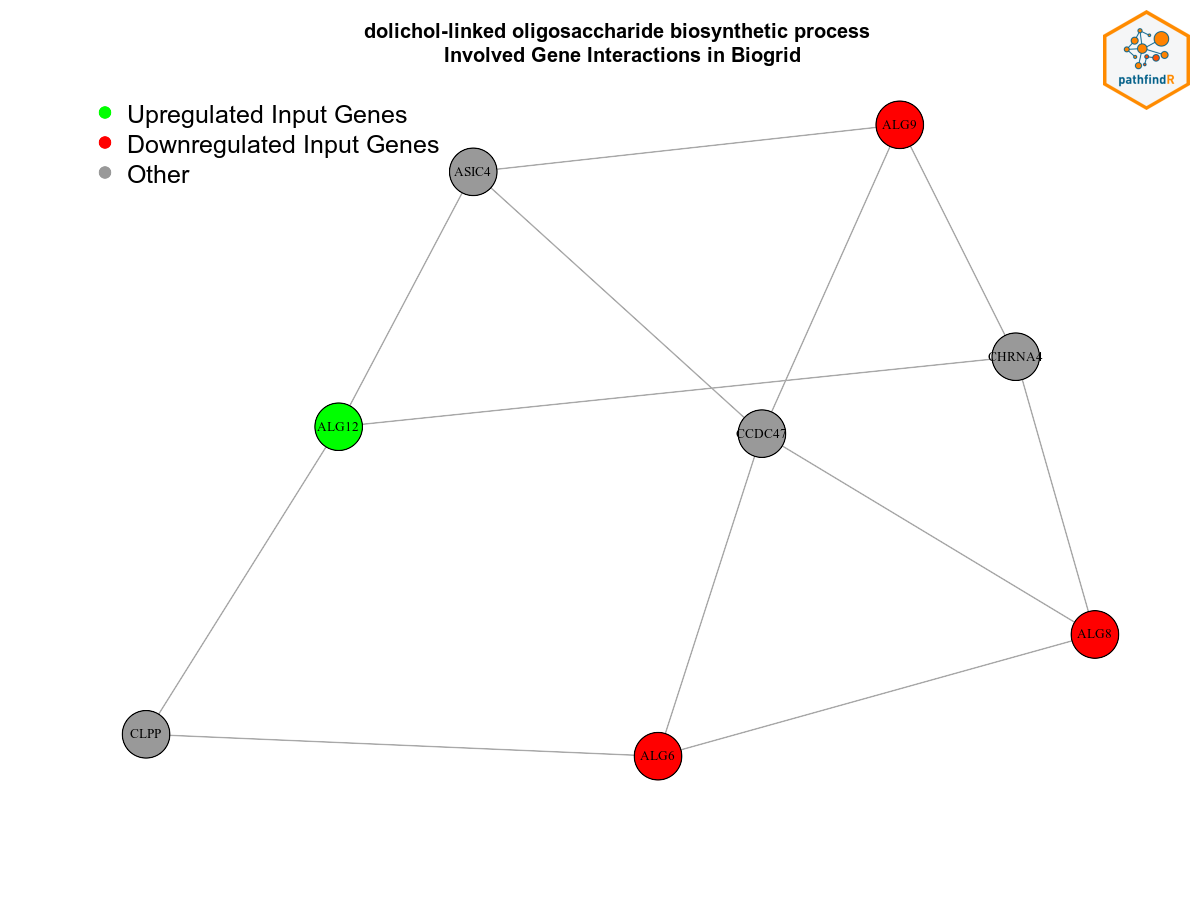 dolichol-linked oligosaccharide biosynthetic process
Involved Gene Interactions in Biogrid
pathfindR
Upregulated Input Genes
Downregulated Input Genes
Other
ALG9
ASIC4
CHRNA4
ALG12
CCDC47
ALG8
CLPP
ALG6